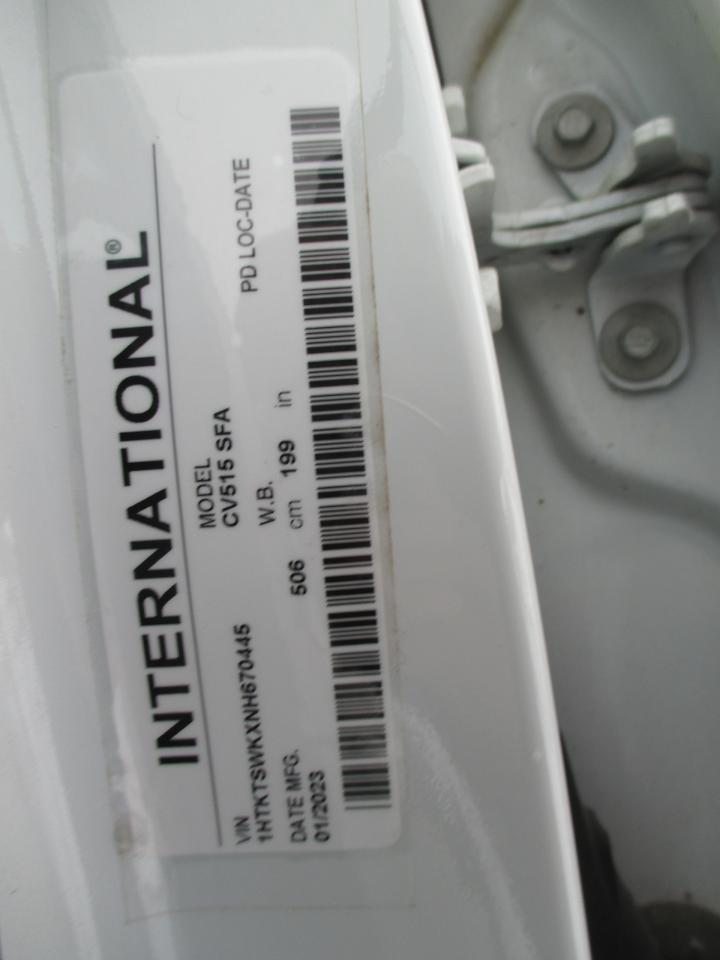 INTERNATIONAL®
VIN
1HTKTSWKXNH670445
MODEL
CV515 SFA
PD LOC-DATE
DATE MFG.
01/2023
W.B.
506 cm 199 in